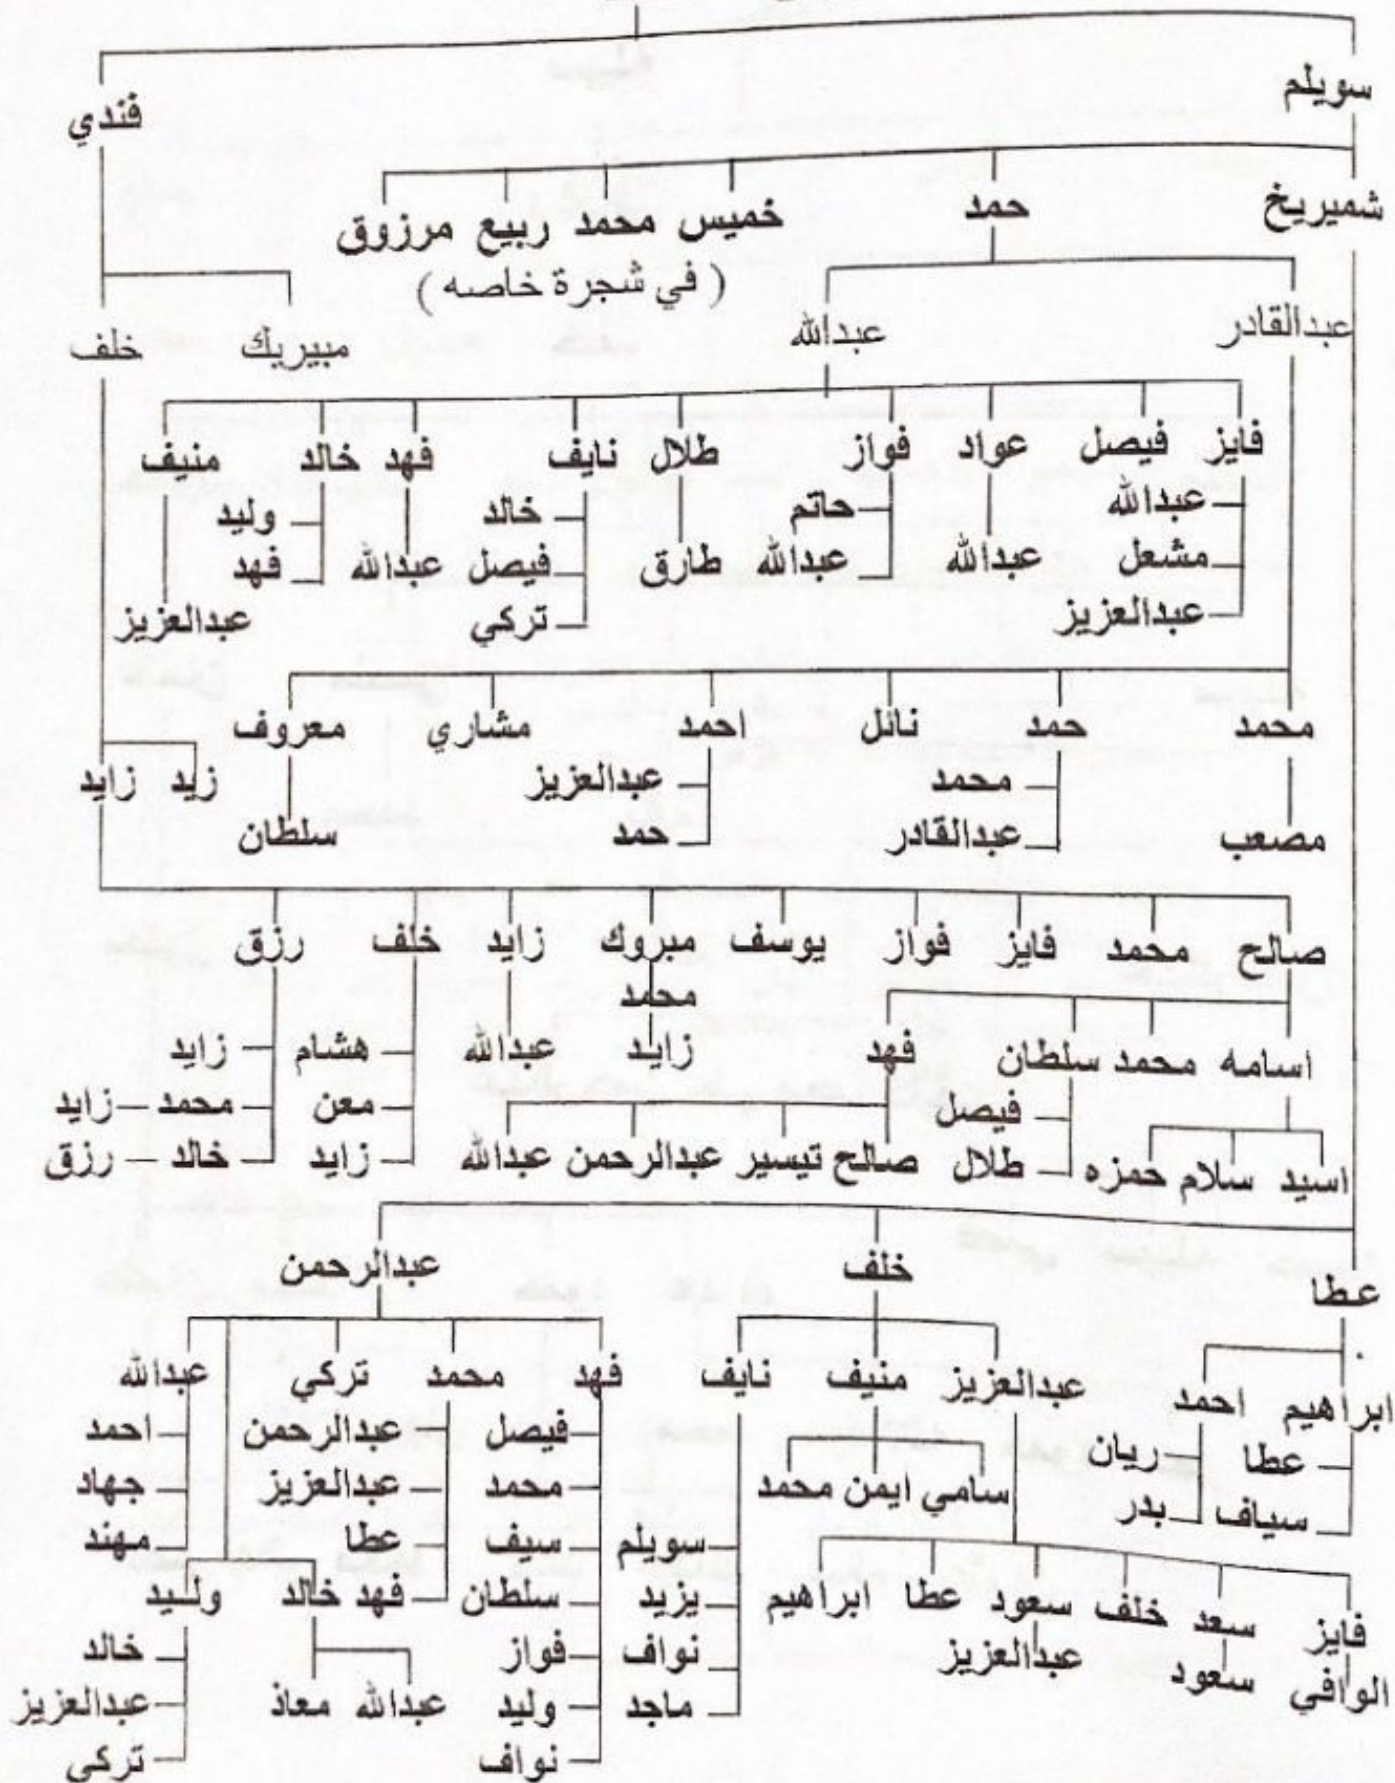 سويلم فندي
شميريخ حمد خميس محمد ربيع مرزوق
( في شجرة خاصه )
عبدالقادر عبدالله مبيريك خلف
فايز فيصل عواد فواز طلال نايف فهد خالد منيف
عبدالله حاتم خالد وليد
مشعل عبدالله عبدالله طارق فيصل عبدالله فهد
عبدالعزيز تركي عبدالعزيز
محمد حمد نائل احمد مشاري معروف
محمد عبدالعزيز زيد زايد
مصعب عبدالقادر حمد سلطان
صالح محمد فايز فواز يوسف مبروك زايد خلف رزق
محمد
اسامه محمد سلطان فهد زايد عبدالله هشام زايد
فيصل معن محمد زايد
اسيد سلام حمزه طلال صالح تيسير عبدالرحمن عبدالله زايد خالد رزق
عطا خلف عبدالرحمن
ابراهيم احمد عبدالعزيز منيف نايف فهد محمد تركي عبدالله
عطا ريان فيصل عبدالرحمن احمد
سياف بدر سامي ايمن محمد محمد عبدالعزيز جهاد
سويلم سيف عطا مهند
فايز سعد خلف سعود عطا ابراهيم يزيد سلطان فهد خالد وليد
الوافي سعود عبدالعزيز نواف فواز خالد
ماجد وليد عبدالله معاذ عبدالعزيز
نواف تركي